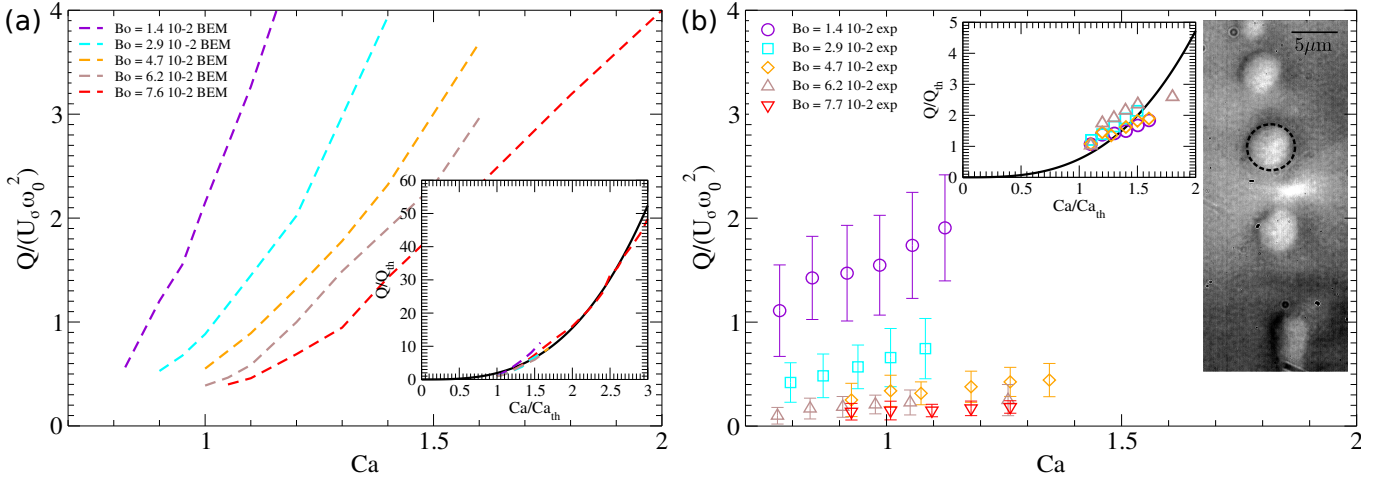 (a)
Bo = 1.4 10-2 BEM
Bo = 2.9 10 -2 BEM
Bo = 4.7 10-2 BEM
Bo = 6.2 10-2 BEM
Bo = 7.6 10-2 BEM
Q/(U_σ ω_0^2)
4
3
2
1
0
1
1.5
2
Ca
Q/Q_th
60
50
40
30
20
10
0
0
0.5
1
1.5
2
2.5
3
Ca/Ca_th
(b)
Bo = 1.4 10-2 exp
Bo = 2.9 10-2 exp
Bo = 4.7 10-2 exp
Bo = 6.2 10-2 exp
Bo = 7.7 10-2 exp
Q/(U_σ ω_0^2)
4
3
2
1
0
1
1.5
2
Ca
Q/Q_th
5
4
3
2
1
0
0
0.5
1
1.5
2
Ca/Ca_th
5μm